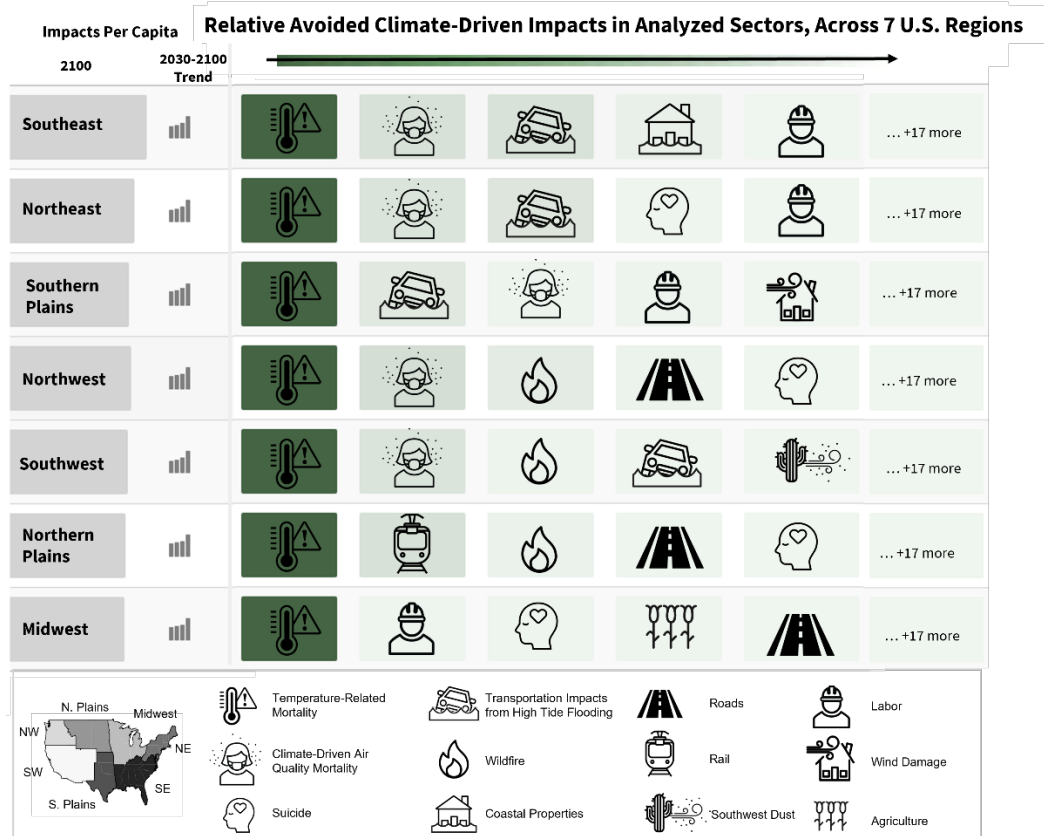 Relative Avoided Climate-Driven Impacts in Analyzed Sectors, Across 7 U.S. Regions
Impacts Per Capita
2100
2030-2100
Trend
Southeast
... +17 more
Northeast
... +17 more
Southern
Plains
... +17 more
Northwest
... +17 more
Southwest
... +17 more
Northern
Plains
... +17 more
Midwest
... +17 more
N. Plains
Midwest
NW
NE
SW
SE
S. Plains
Temperature-Related
Mortality
Transportation Impacts
from High Tide Flooding
Roads
Labor
Climate-Driven Air
Quality Mortality
Wildfire
Rail
Wind Damage
Suicide
Coastal Properties
Southwest Dust
Agriculture